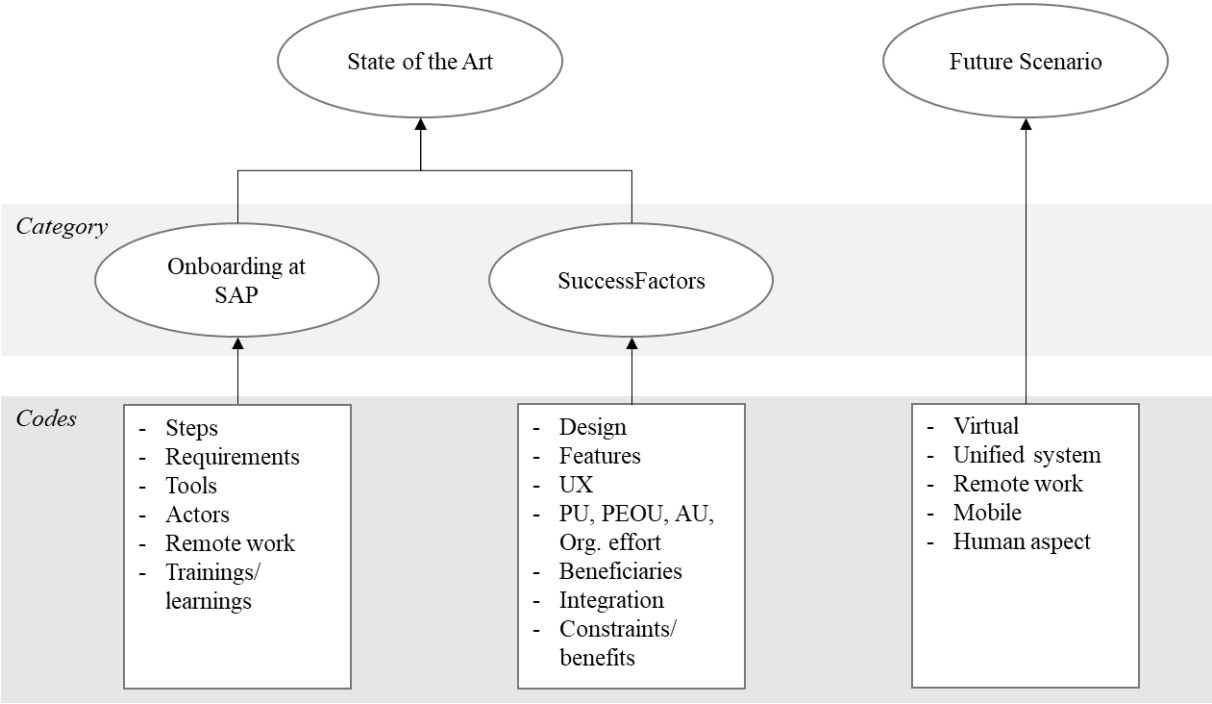 State of the Art
Future Scenario
Category
Onboarding at
SAP
SuccessFactors
Codes
- Steps
- Requirements
- Tools
- Actors
- Remote work
- Trainings/
learnings
- Design
- Features
- UX
- PU, PEOU, AU,
Org. effort
- Beneficiaries
- Integration
- Constraints/
benefits
- Virtual
- Unified system
- Remote work
- Mobile
- Human aspect